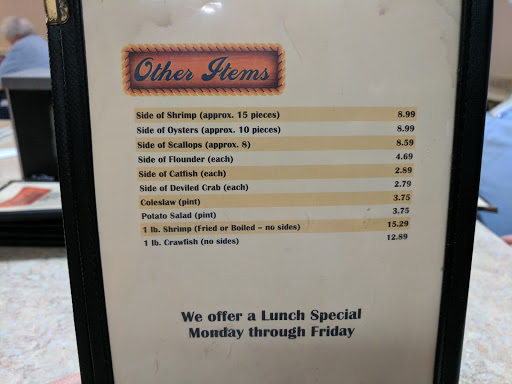 Other Items
Side of Shrimp (approx. 15 pieces) 8.99
Side of Oysters (approx. 10 pieces) 8.99
Side of Scallops (approx. 8) 8.59
Side of Flounder (each) 4.69
Side of Catfish (each) 2.89
Side of Deviled Crab (each) 2.79
Coleslaw (pint) 3.75
Potato Salad (pint) 3.75
1 lb. Shrimp (Fried or Boiled – no sides) 15.29
1 lb. Crawfish (no sides) 12.89
We offer a Lunch Special
Monday through Friday